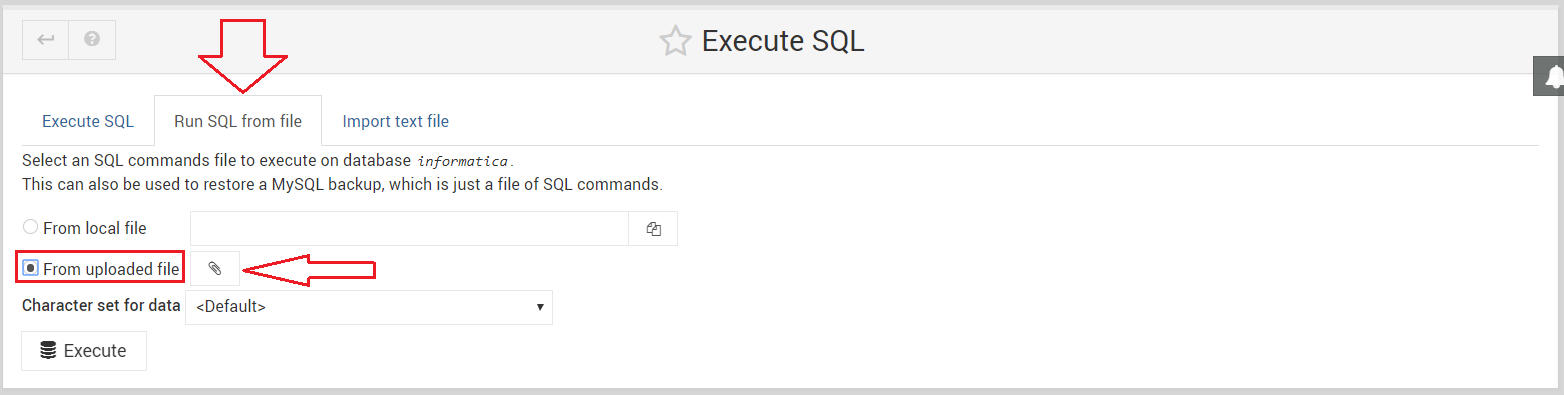 Execute SQL
Execute SQL Run SQL from file Import text file
Select an SQL commands file to execute on database informatica.
This can also be used to restore a MySQL backup, which is just a file of SQL commands.
From local file
From uploaded file
Character set for data <Default>
Execute